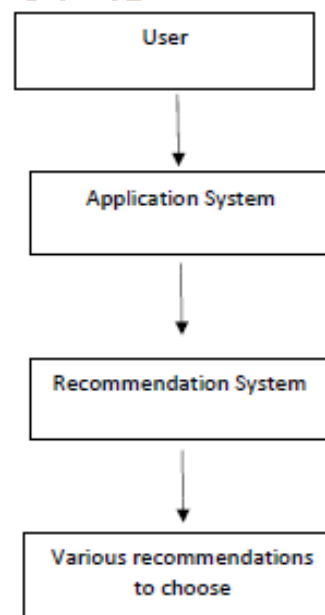 User
Application System
Recommendation System
Various recommendations
to choose